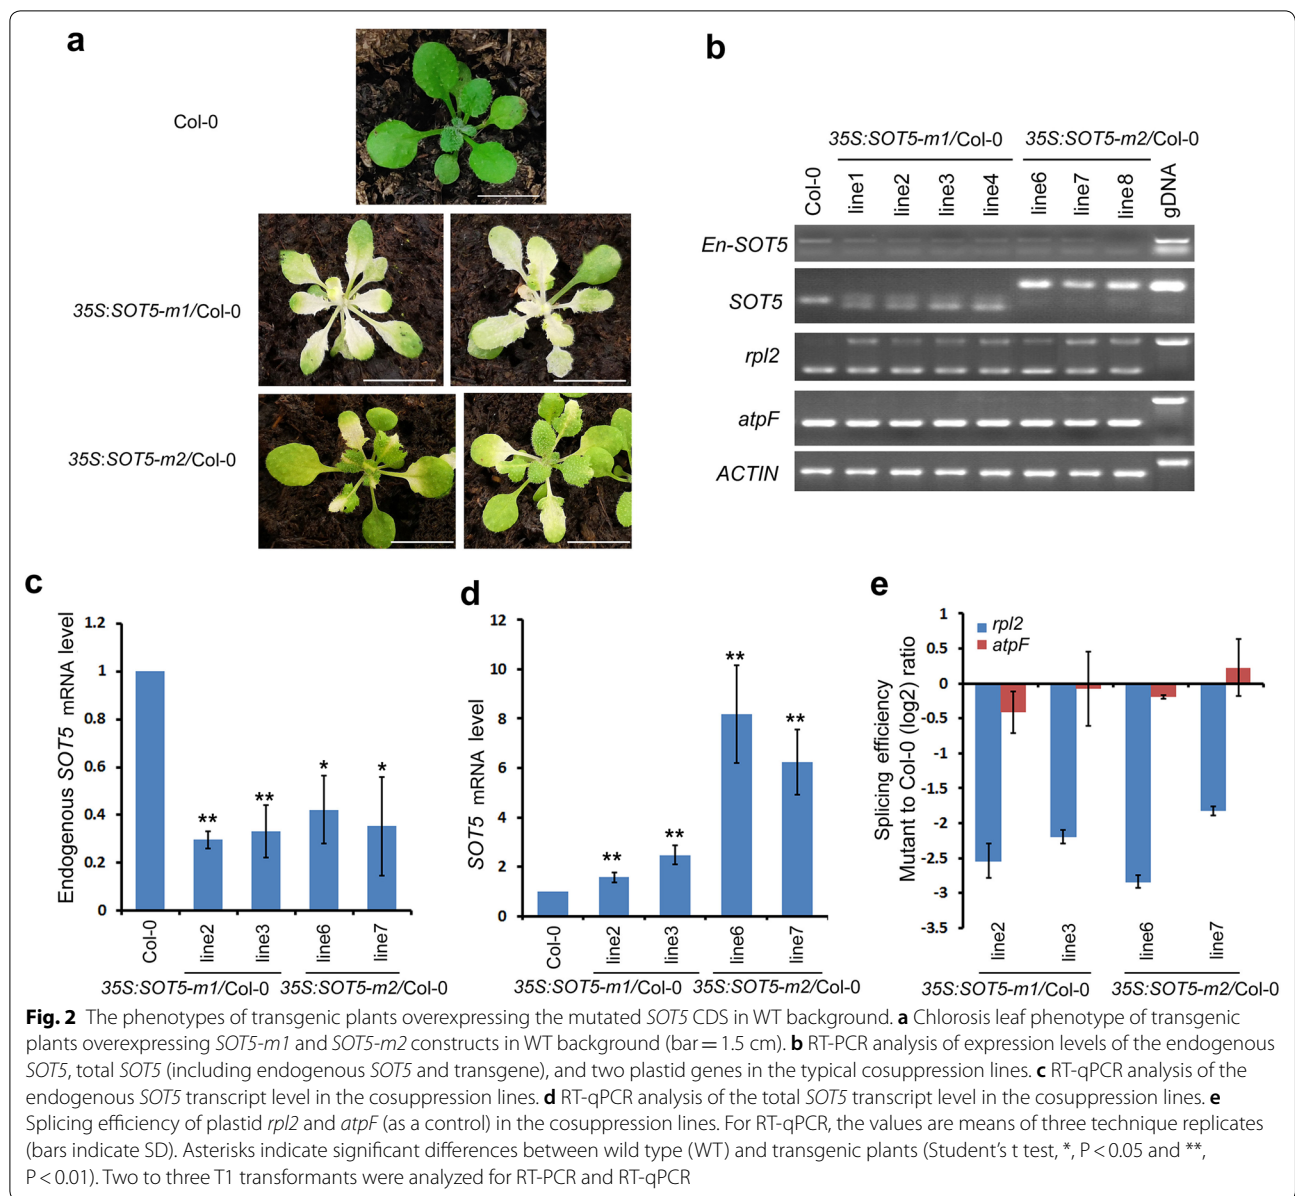 a
Col-0
35S:SOT5-m1/Col-0
35S:SOT5-m2/Col-0
b
35S:SOT5-m1/Col-0 35S:SOT5-m2/Col-0
Col-0 line1 line2 line3 line4 line6 line7 line8 gDNA
En-SOT5
SOT5
rpl2
atpF
ACTIN
c
Endogenous SOT5 mRNA level
1.2
1
0.8
0.6
0.4
0.2
0
** ** * *
Col-0 line2 line3 line6 line7
35S:SOT5-m1/Col-0 35S:SOT5-m2/Col-0
d
SOT5 mRNA level
12
10
8
6
4
2
0
** ** ** **
Col-0 line2 line3 line6 line7
35S:SOT5-m1/Col-0 35S:SOT5-m2/Col-0
e
Splicing efficiency
Mutant to Col-0 (log2) ratio
1
0.5
0
-0.5
-1
-1.5
-2
-2.5
-3
-3.5
rpl2
atpF
line2 line3 line6 line7
35S:SOT5-m1/Col-0 35S:SOT5-m2/Col-0
Fig. 2 The phenotypes of transgenic plants overexpressing the mutated SOT5 CDS in WT background. a Chlorosis leaf phenotype of transgenic
plants overexpressing SOT5-m1 and SOT5-m2 constructs in WT background (bar = 1.5 cm). b RT-PCR analysis of expression levels of the endogenous
SOT5, total SOT5 (including endogenous SOT5 and transgene), and two plastid genes in the typical cosuppression lines. c RT-qPCR analysis of the
endogenous SOT5 transcript level in the cosuppression lines. d RT-qPCR analysis of the total SOT5 transcript level in the cosuppression lines. e
Splicing efficiency of plastid rpl2 and atpF (as a control) in the cosuppression lines. For RT-qPCR, the values are means of three technique replicates
(bars indicate SD). Asterisks indicate significant differences between wild type (WT) and transgenic plants (Student's t test, *, P < 0.05 and **,
P < 0.01). Two to three T1 transformants were analyzed for RT-PCR and RT-qPCR